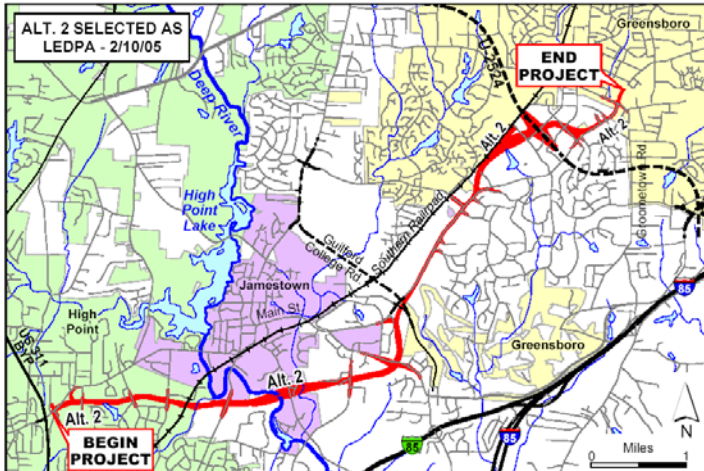 ALT. 2 SELECTED AS
LEDPA - 2/10/05
Greensboro
U-2524
END
PROJECT
Deep River
Alt. 2
Alt. 2
High
Point
Lake
Groometown Rd
Southern Railroad
Guilford
College Rd
Jamestown
Main St
High
Point
85
US 311
BYP
Greensboro
Alt. 2
Alt. 2
BEGIN
PROJECT
85
85
N
Miles
0 1